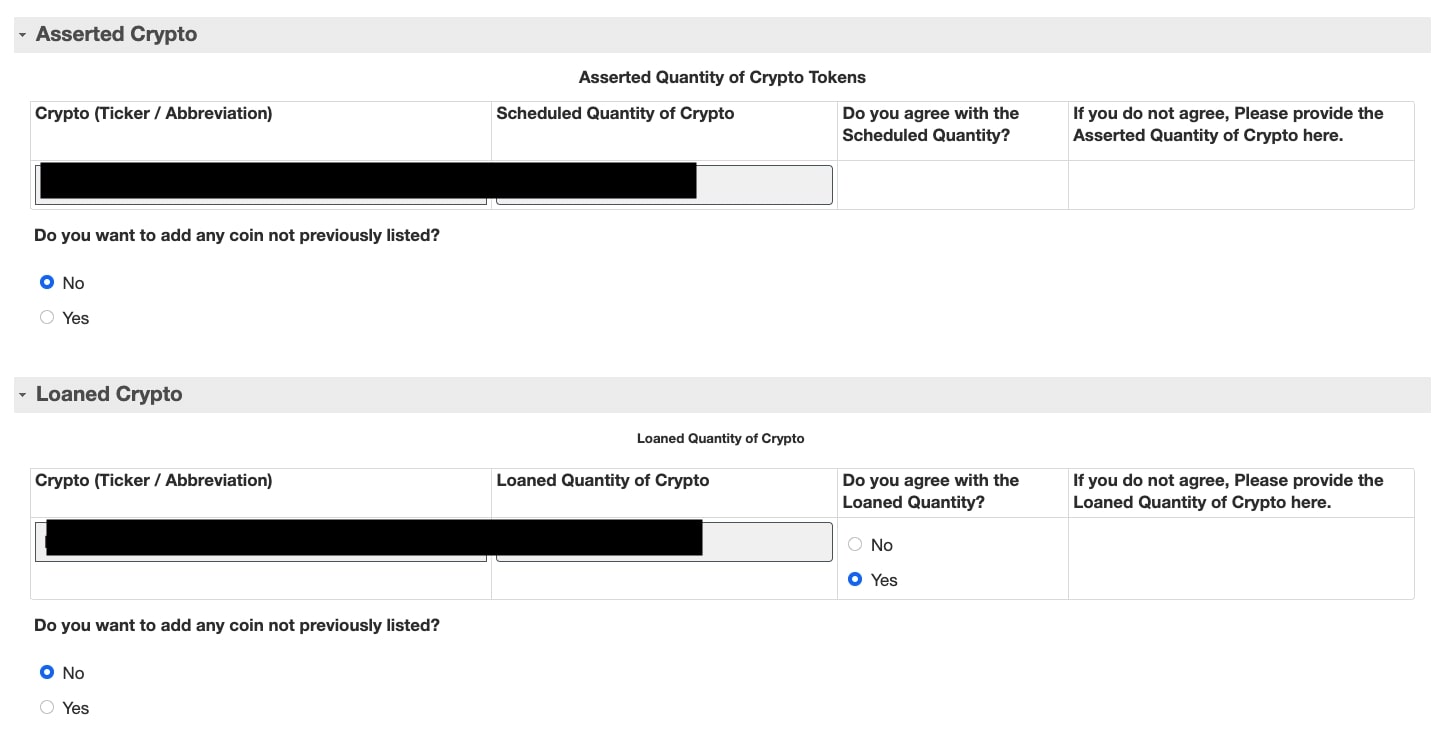 Asserted Crypto
Asserted Quantity of Crypto Tokens
Crypto (Ticker / Abbreviation)
Scheduled Quantity of Crypto
Do you agree with the
Scheduled Quantity?
If you do not agree, Please provide the
Asserted Quantity of Crypto here.
Do you want to add any coin not previously listed?
No
Yes
Loaned Crypto
Loaned Quantity of Crypto
Crypto (Ticker / Abbreviation)
Loaned Quantity of Crypto
Do you agree with the
Loaned Quantity?
If you do not agree, Please provide the
Loaned Quantity of Crypto here.
No
Yes
Do you want to add any coin not previously listed?
No
Yes